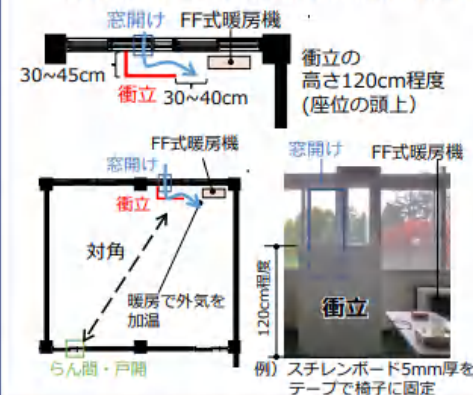 窓開け FF式暖房機
30~45cm
衝立
30~40cm
衝立の
高さ120cm程度
(座位の頭上)
窓開け
FF式暖房機
衝立
対角
暖房で外気を
加温
らん間・戸開
窓開け
FF式暖房機
120cm程度
衝立
例）スチレンボード5mm厚を
テープで椅子に固定